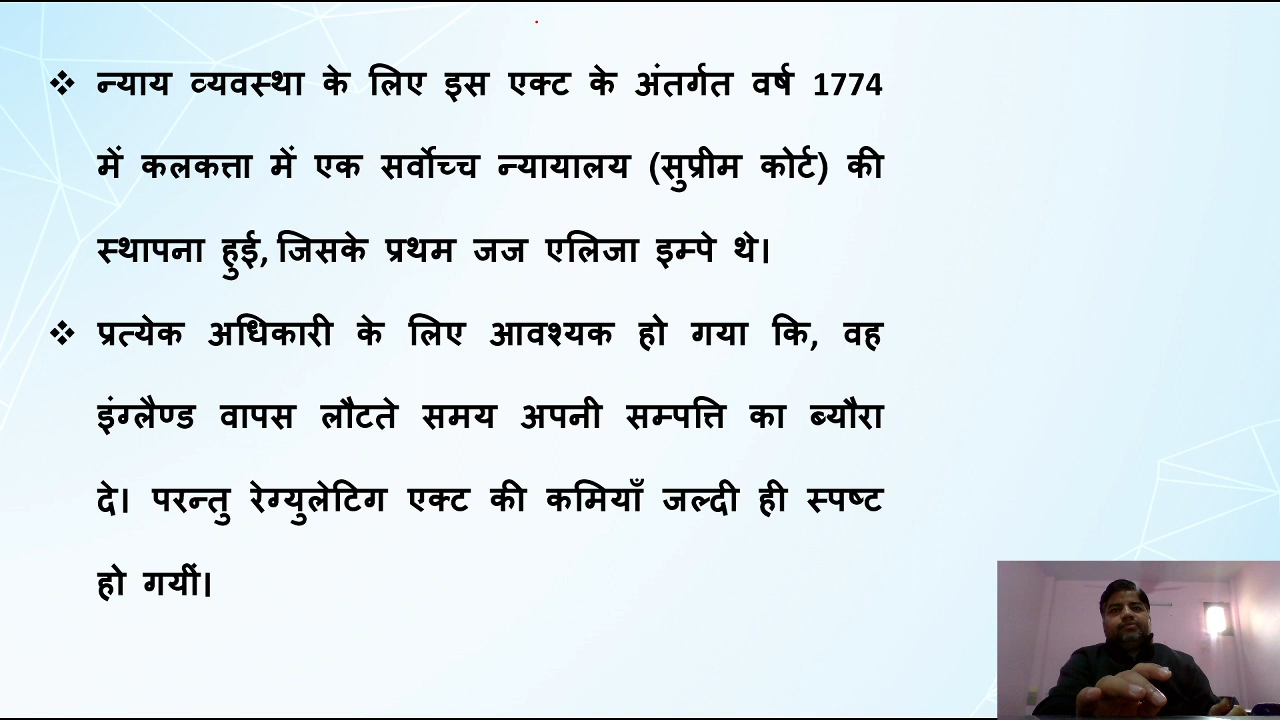 ❖ न्याय व्यवस्था के लिए इस एक्ट के अंतर्गत वर्ष 1774
में कलकत्ता में एक सर्वोच्च न्यायालय (सुप्रीम कोर्ट) की
स्थापना हुई, जिसके प्रथम जज एलिजा इम्पे थे।
❖ प्रत्येक अधिकारी के लिए आवश्यक हो गया कि, वह
इंग्लैण्ड वापस लौटते समय अपनी सम्पत्ति का ब्यौरा
दे। परन्तु रेग्युलेटिग एक्ट की कमियाँ जल्दी ही स्पष्ट
हो गयीं।